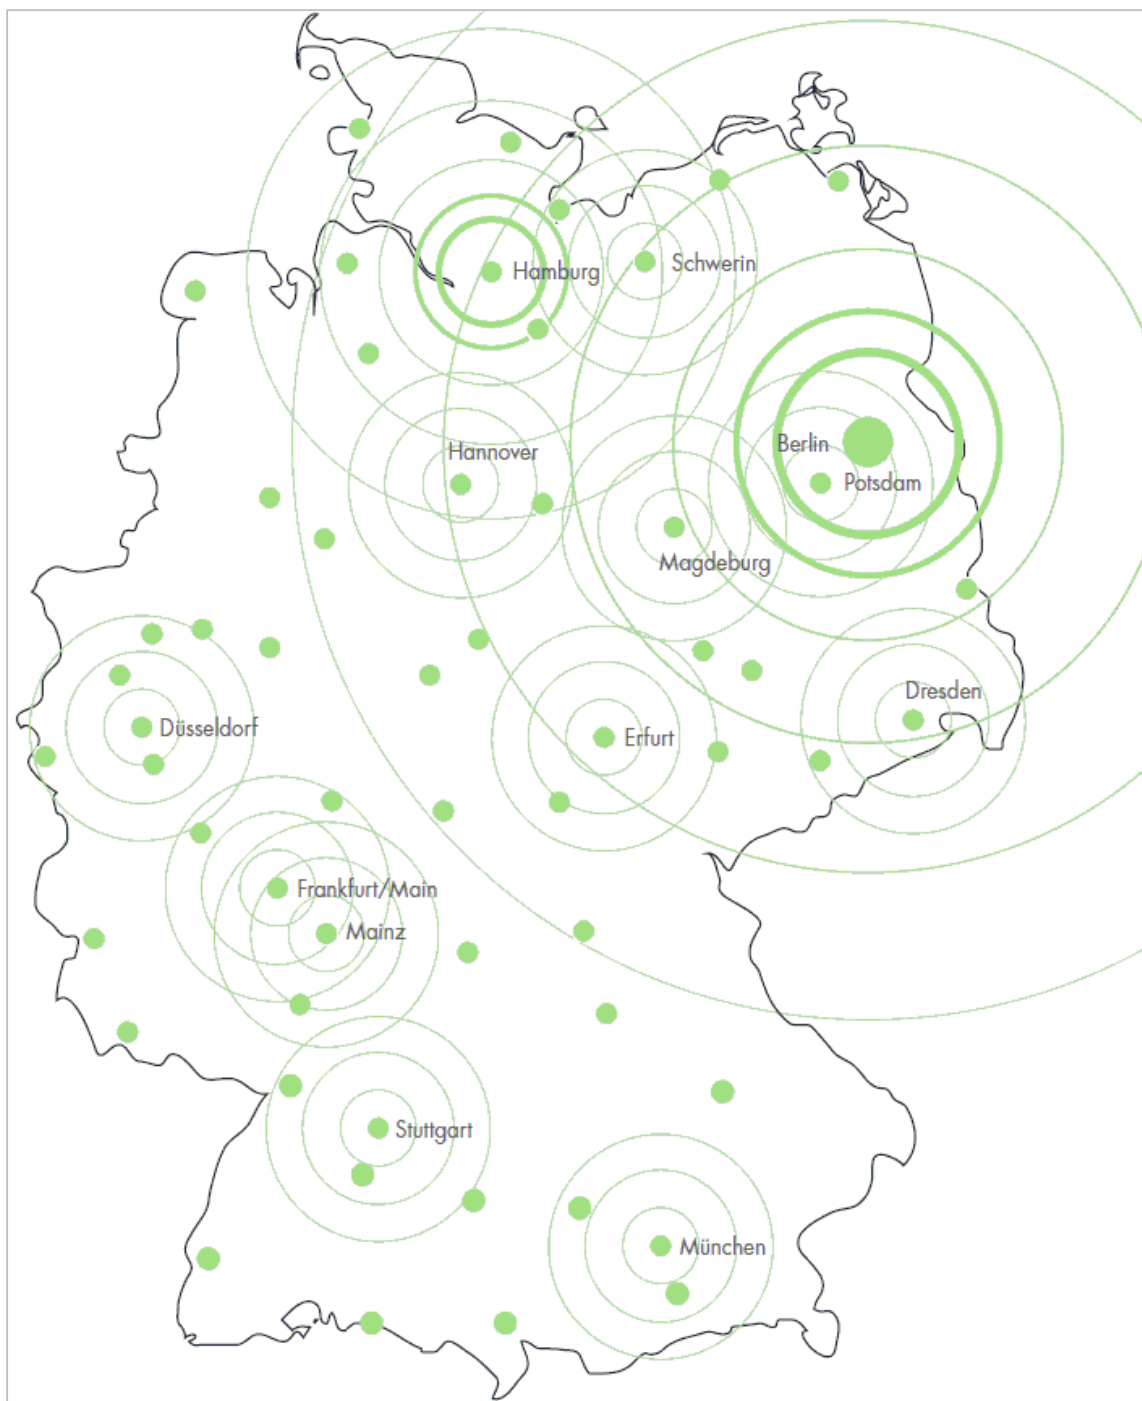 Hamburg
Schwerin
Hannover
Berlin
Potsdam
Magdeburg
Dresden
Düsseldorf
Erfurt
Frankfurt/Main
Mainz
Stuttgart
München